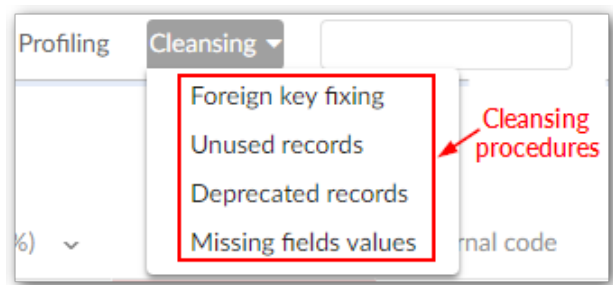 Profiling Cleansing
Foreign key fixing
Unused records
Deprecated records
Missing fields values
Cleansing
procedures
%) rnal code